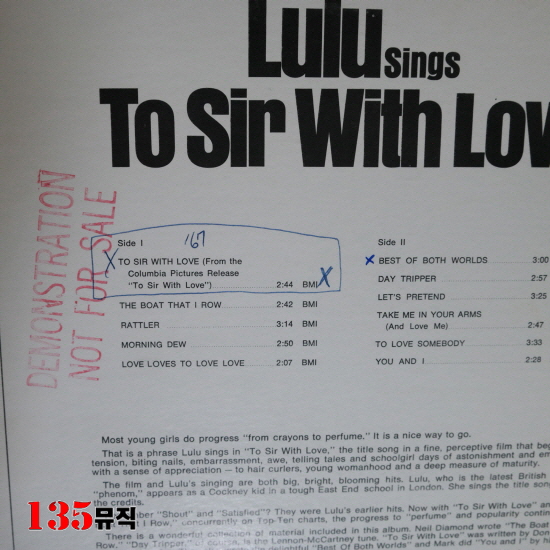 Lulu Sings
To Sir With Lov
DEMONSTRATION
NOT FOR SALE
Side I '67
X TO SIR WITH LOVE (From the
Columbia Pictures Release
"To Sir With Love") 2:44 BMI X
THE BOAT THAT I ROW 2:42 BMI
RATTLER 3:14 BMI
MORNING DEW 2:50 BMI
LOVE LOVES TO LOVE LOVE 2:07 BMI
Side II
X BEST OF BOTH WORLDS 3:00
DAY TRIPPER 2:57
LET'S PRETEND 3:25
TAKE ME IN YOUR ARMS
(And Love Me) 2:47
TO LOVE SOMEBODY 3:33
YOU AND I 2:28
Most young girls do progress "from crayons to perfume." It is a nice way to go.
That is a phrase Lulu sings in "To Sir With Love," the title song in a fine, perceptive film that beg
tension, biting nails, embarrassment, awe, telling tales and schoolgirl days of astonishment and em
with a sense of appreciation — to hair curlers, young womanhood and a deep measure of maturity.
The film and Lulu's singing are both big, bright, blooming hits. Lulu, who is the latest British
"phenom," appears as a Cockney kid in a tough East End school in London. She sings the title song
the credits.
mber "Shout" and "Satisfied"? They were Lulu's earlier hits. Now with "To Sir With Love" and
t I Row," concurrently on Top-Ten charts, the progress to "perfume" and popularity contin
There is a wonderful collection of material included in this album. Neil Diamond wrote "The Boat
Row," "Day Tripper," of course, is the Lennon-McCartney tune. "To Sir With Love" was written by Don
delightful "Best Of Both Worlds" and Mark did "You and I" by h
135뮤직